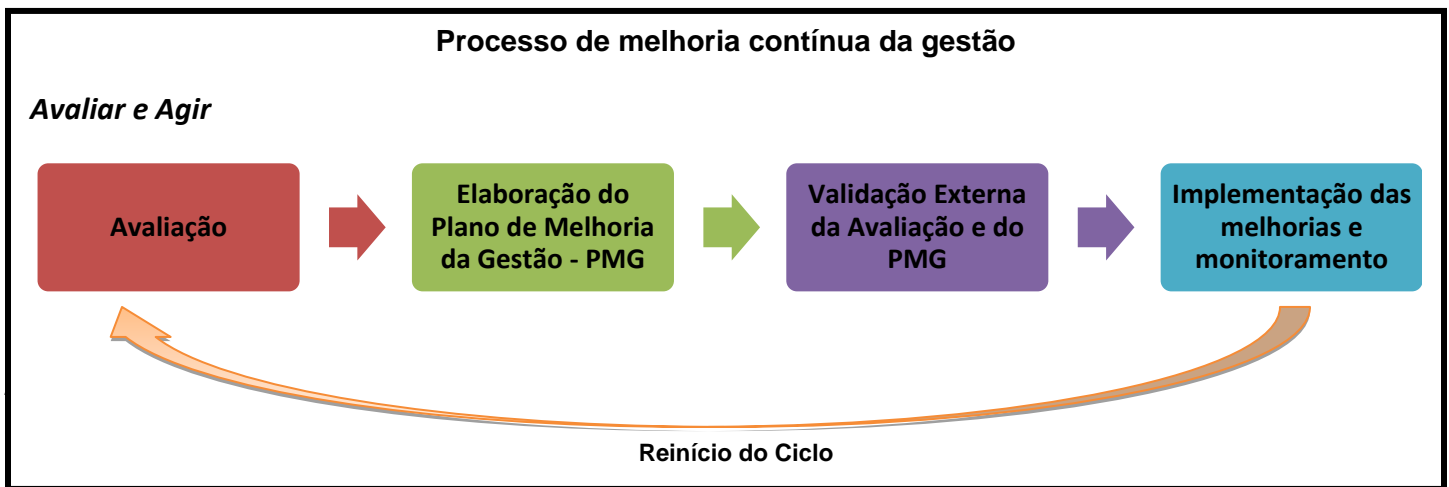 Processo de melhoria contínua da gestão
Avaliar e Agir
Avaliação
Elaboração do
Plano de Melhoria
da Gestão - PMG
Validação Externa
da Avaliação e do
PMG
Implementação das
melhorias e
monitoramento
Reinício do Ciclo